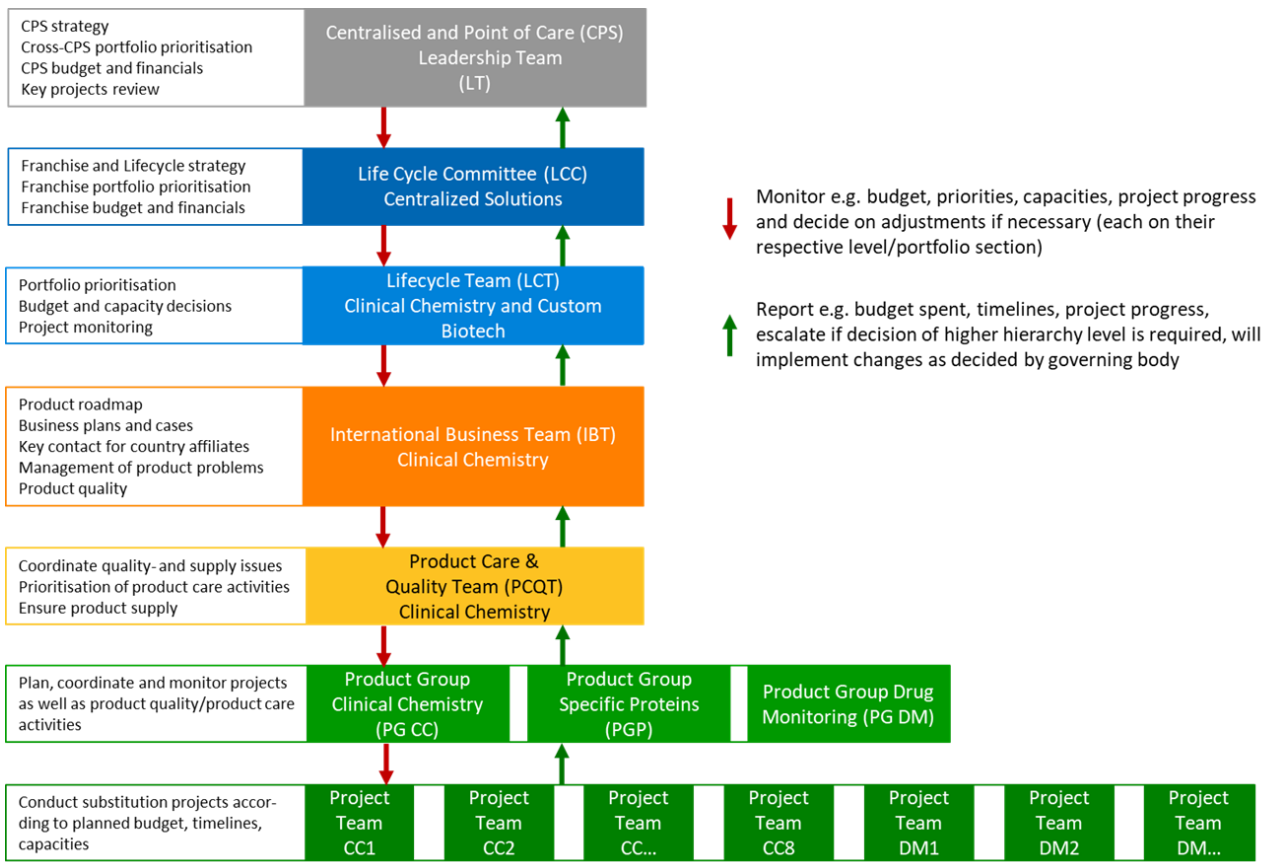 CPS strategy
Cross-CPS portfolio prioritisation
CPS budget and financials
Key projects review
Centralised and Point of Care (CPS)
Leadership Team
(LT)
Franchise and Lifecycle strategy
Franchise portfolio prioritisation
Franchise budget and financials
Life Cycle Committee (LCC)
Centralized Solutions
Monitor e.g. budget, priorities, capacities, project progress
and decide on adjustments if necessary (each on their
respective level/portfolio section)
Portfolio prioritisation
Budget and capacity decisions
Project monitoring
Lifecycle Team (LCT)
Clinical Chemistry and Custom
Biotech
Report e.g. budget spent, timelines, project progress,
escalate if decision of higher hierarchy level is required, will
implement changes as decided by governing body
Product roadmap
Business plans and cases
Key contact for country affiliates
Management of product problems
Product quality
International Business Team (IBT)
Clinical Chemistry
Coordinate quality- and supply issues
Prioritisation of product care activities
Ensure product supply
Product Care &
Quality Team (PCQT)
Clinical Chemistry
Plan, coordinate and monitor projects
as well as product quality/product care
activities
Product Group
Clinical Chemistry
(PG CC)
Product Group
Specific Proteins
(PGP)
Product Group Drug
Monitoring (PG DM)
Conduct substitution projects accor-
ding to planned budget, timelines,
capacities
Project
Team
CC1
Project
Team
CC2
Project
Team
CC...
Project
Team
CC8
Project
Team
DM1
Project
Team
DM2
Project
Team
DM...